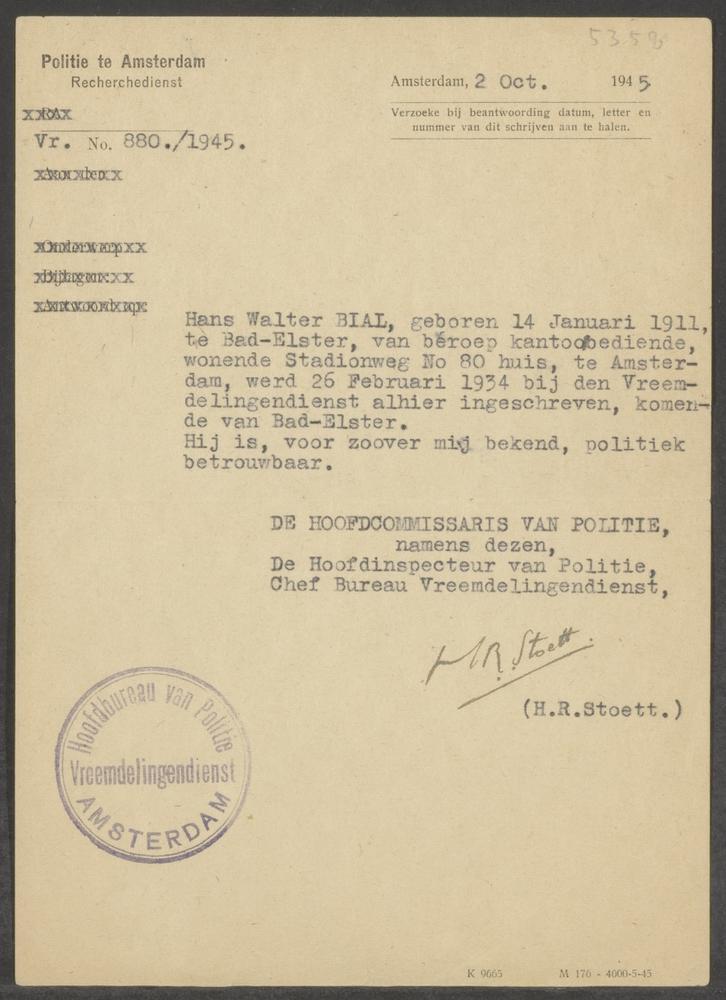 5358
Politie te Amsterdam
Recherchedienst
Amsterdam, 2 Oct. 1945
Verzoeke bij beantwoording datum, letter en
nummer van dit schrijven aan te halen.
Vr. No. 880./1945.
Hans Walter BIAL, geboren 14 Januari 1911,
te Bad-Elster, van beroep kantoobediende,
wonende Stadionweg No 80 huis, te Amster-
dam, werd 26 Februari 1934 bij den Vreem-
delingendienst alhier ingeschreven, komen-
de van Bad-Elster.
Hij is, voor zoover mij bekend, politiek
betrouwbaar.
DE HOOFDCOMMISSARIS VAN POLITIE,
namens dezen,
De Hoofdinspecteur van Politie,
Chef Bureau Vreemdelingendienst,
H R Stoett.
(H.R.Stoett.)
Hoofdbureau van Politie
Vreemdelingendienst
AMSTERDAM
K 9665 M 176 - 4000-5-45